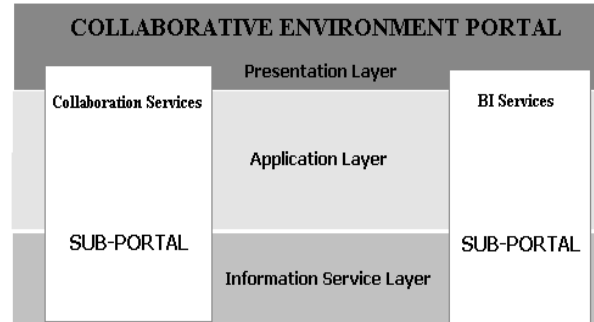 COLLABORATIVE ENVIRONMENT PORTAL
Presentation Layer
Collaboration Services
BI Services
Application Layer
SUB-PORTAL
SUB-PORTAL
Information Service Layer